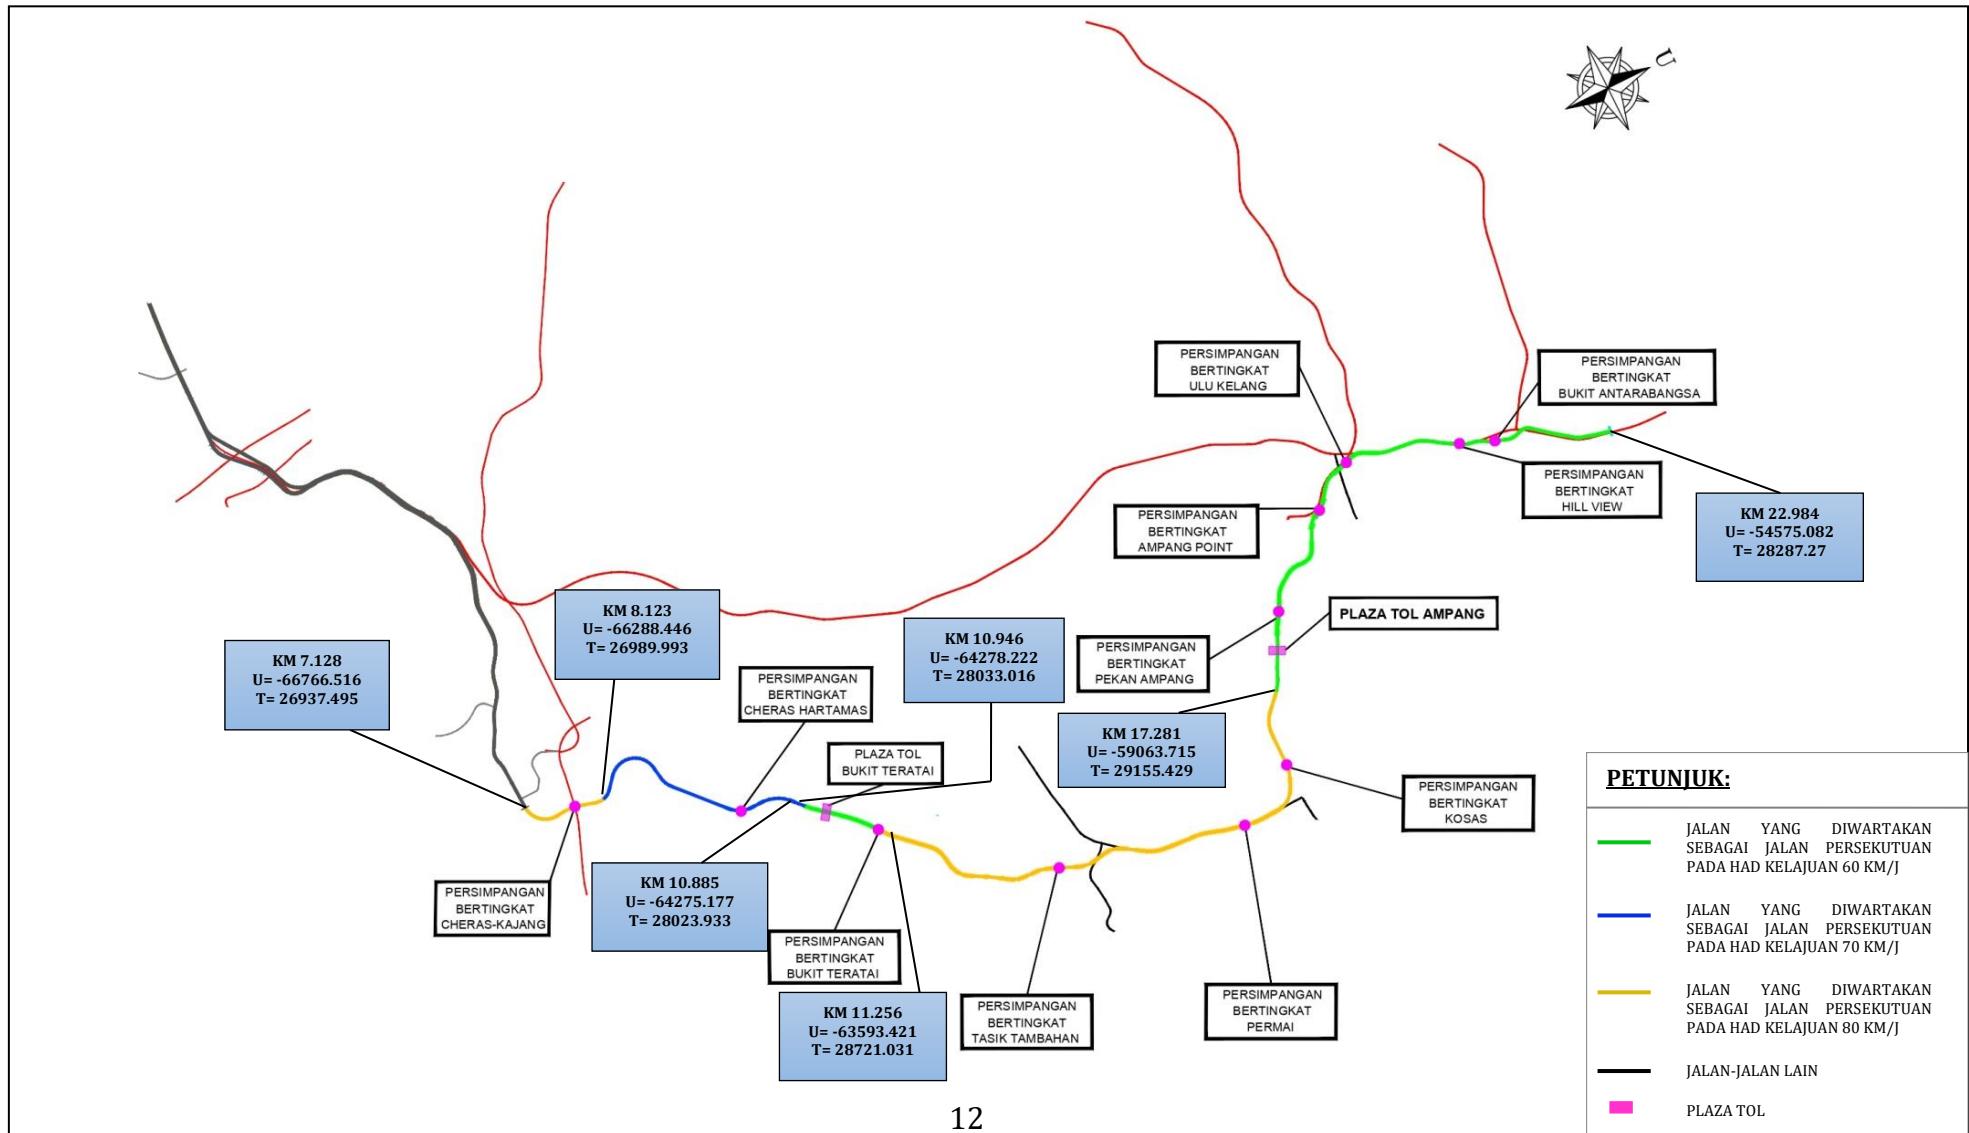 U
PERSIMPANGAN
BERTINGKAT
ULU KELANG
PERSIMPANGAN
BERTINGKAT
BUKIT ANTARABANGSA
PERSIMPANGAN
BERTINGKAT
HILL VIEW
KM 22.984
U= -54575.082
T= 28287.27
PERSIMPANGAN
BERTINGKAT
AMPANG POINT
PLAZA TOL AMPANG
KM 8.123
U= -66288.446
T= 26989.993
KM 10.946
U= -64278.222
T= 28033.016
KM 7.128
U= -66766.516
T= 26937.495
PERSIMPANGAN
BERTINGKAT
PEKAN AMPANG
PERSIMPANGAN
BERTINGKAT
CHERAS HARTAMAS
KM 17.281
U= -59063.715
T= 29155.429
PLAZA TOL
BUKIT TERATAI
PERSIMPANGAN
BERTINGKAT
KOSAS
PERSIMPANGAN
BERTINGKAT
CHERAS-KAJANG
KM 10.885
U= -64275.177
T= 28023.933
PERSIMPANGAN
BERTINGKAT
BUKIT TERATAI
KM 11.256
U= -63593.421
T= 28721.031
PERSIMPANGAN
BERTINGKAT
TASIK TAMBAHAN
PERSIMPANGAN
BERTINGKAT
PERMAI
PETUNJUK:
JALAN YANG DIWARTAKAN
SEBAGAI JALAN PERSEKUTUAN
PADA HAD KELAJUAN 60 KM/J
JALAN YANG DIWARTAKAN
SEBAGAI JALAN PERSEKUTUAN
PADA HAD KELAJUAN 70 KM/J
JALAN YANG DIWARTAKAN
SEBAGAI JALAN PERSEKUTUAN
PADA HAD KELAJUAN 80 KM/J
JALAN-JALAN LAIN
PLAZA TOL
12